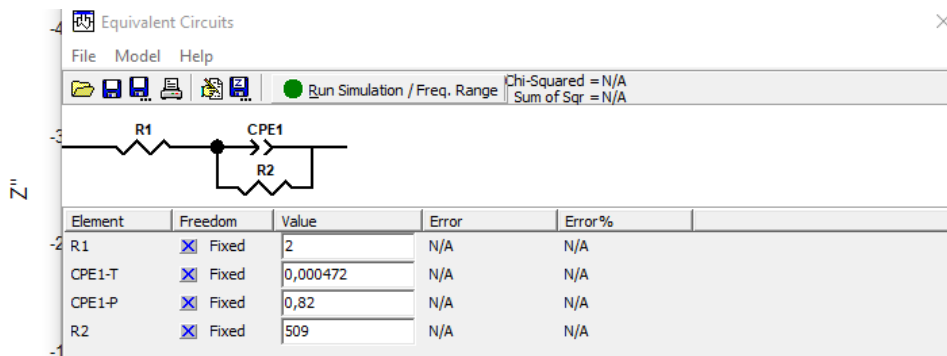 Equivalent Circuits
File Model Help
Run Simulation / Freq. Range
Chi-Squared = N/A
Sum of Sqr = N/A
R1
CPE1
R2
Element Freedom Value Error Error%
R1 Fixed 2 N/A N/A
CPE1-T Fixed 0,000472 N/A N/A
CPE1-P Fixed 0,82 N/A N/A
R2 Fixed 509 N/A N/A
-4
-3
-2
-1
Z''